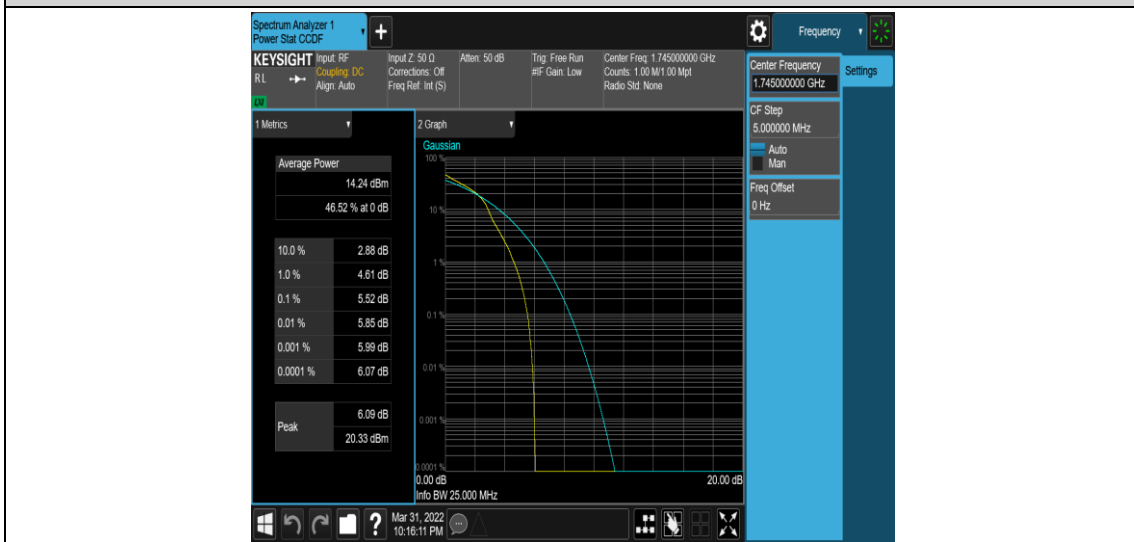 Spectrum Analyzer 1
Power Stat CCDF
+
Frequency
KEYSIGHT
RL
LXI
Input: RF
Coupling: DC
Align: Auto
Input Z: 50 Ω
Corrections: Off
Freq Ref: Int (S)
Atten: 50 dB
Trig: Free Run
#IF Gain: Low
Center Freq: 1.745000000 GHz
Counts: 1.00 M/1.00 Mpt
Radio Std: None
Center Frequency
1.745000000 GHz
Settings
CF Step
5.000000 MHz
Auto
Man
Freq Offset
0 Hz
1 Metrics
Average Power
14.24 dBm
46.52 % at 0 dB
10.0 % 2.88 dB
1.0 % 4.61 dB
0.1 % 5.52 dB
0.01 % 5.85 dB
0.001 % 5.99 dB
0.0001 % 6.07 dB
Peak 6.09 dB
20.33 dBm
2 Graph
Gaussian
100 %
10 %
1 %
0.1 %
0.01 %
0.001 %
0.0001 %
0.00 dB 20.00 dB
Info BW 25.000 MHz
?
Mar 31, 2022
10:16:11 PM